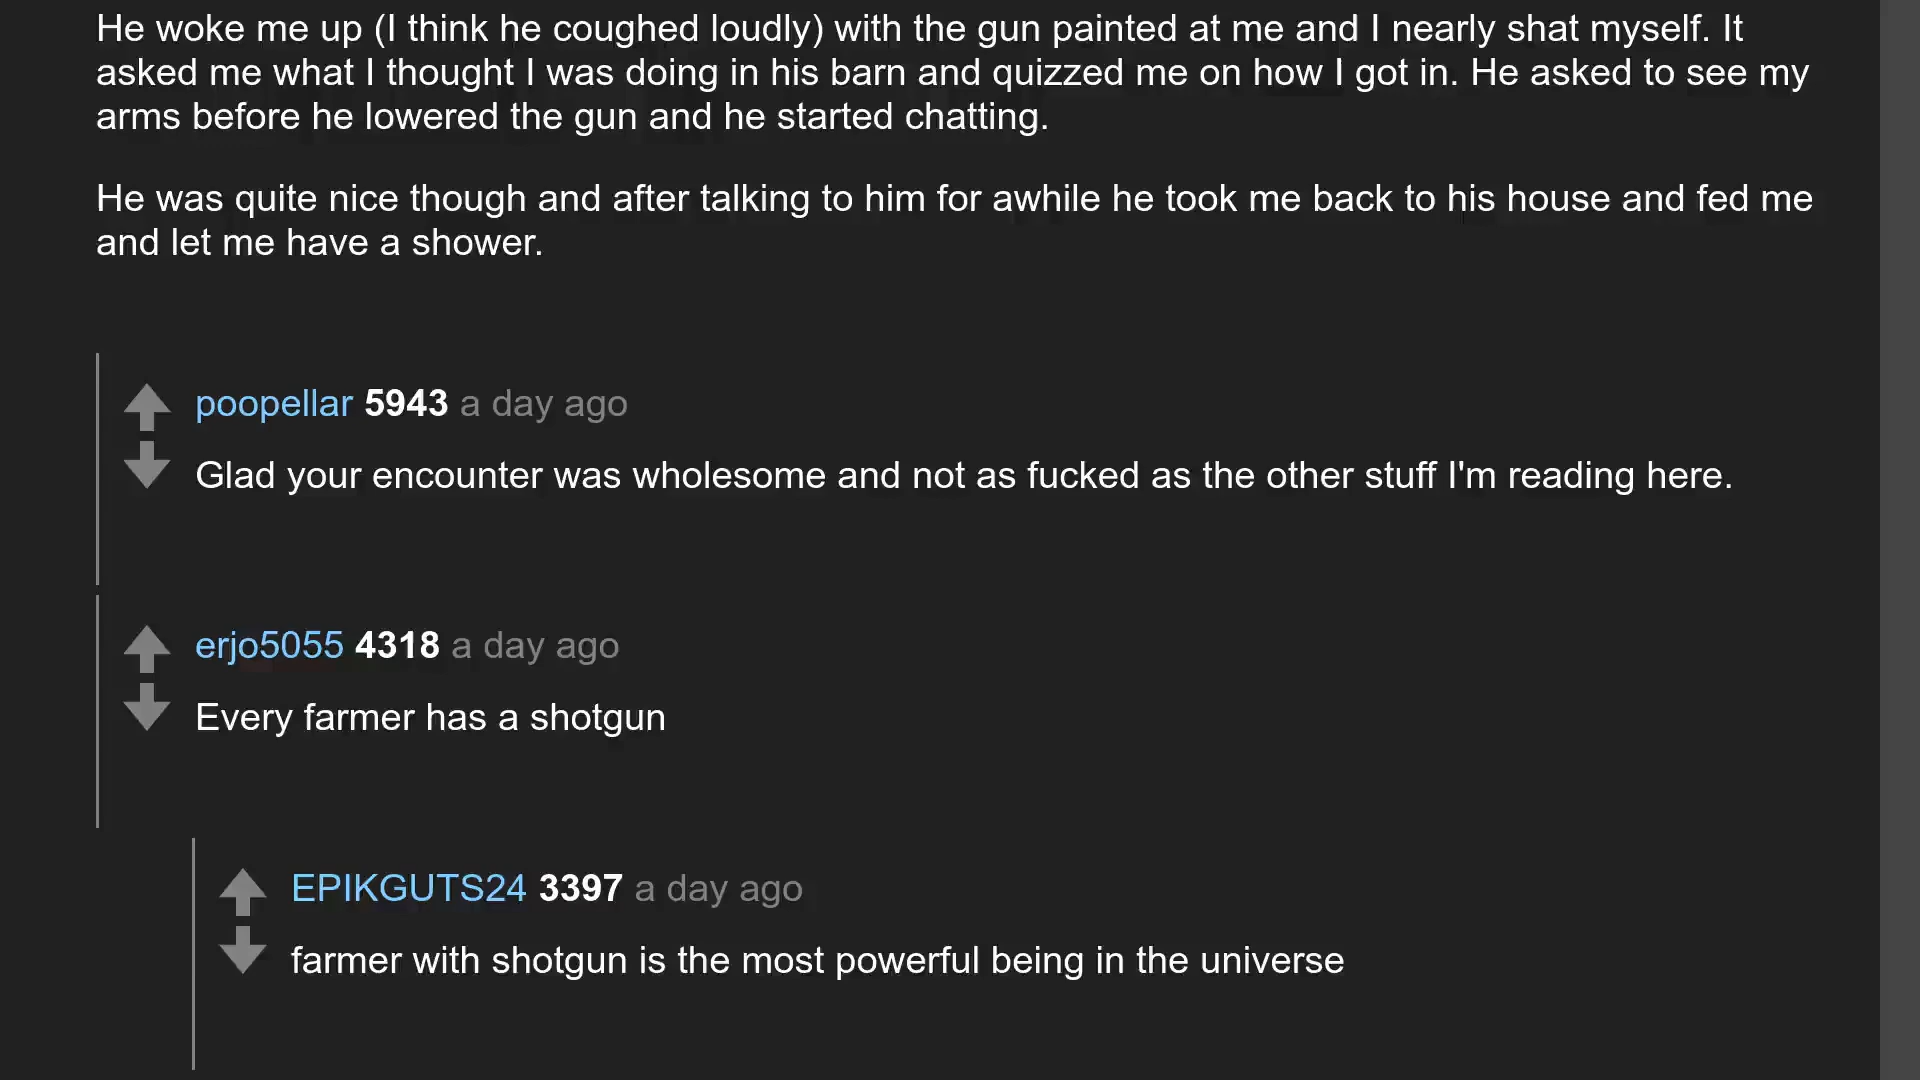 He woke me up (I think he coughed loudly) with the gun painted at me and I nearly shat myself. It
asked me what I thought I was doing in his barn and quizzed me on how I got in. He asked to see my
arms before he lowered the gun and he started chatting.
He was quite nice though and after talking to him for awhile he took me back to his house and fed me
and let me have a shower.
poopellar 5943 a day ago
Glad your encounter was wholesome and not as fucked as the other stuff I'm reading here.
erjo5055 4318 a day ago
Every farmer has a shotgun
EPIKGUTS24 3397 a day ago
farmer with shotgun is the most powerful being in the universe